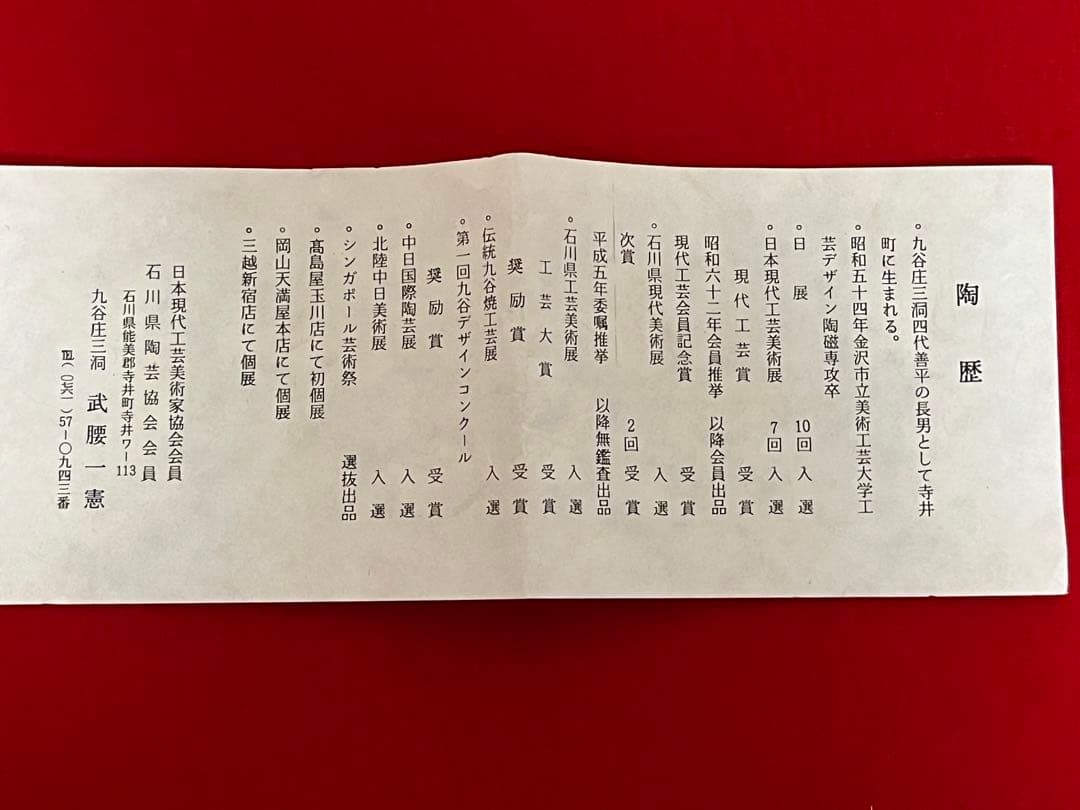 陶歴
○九谷庄三洞四代善平の長男として寺井
町に生まれる。
○昭和五十四年金沢市立美術工芸大学工
芸デザイン陶磁専攻卒
○日展 10回 入選
○日本現代工芸美術展 7回 入選
現代工芸賞 受賞
昭和六十二年会員推挙 以降会員出品
現代工芸会会員記念賞 受賞
○石川県現代美術展 入選
次賞 2回 受賞
平成五年委嘱推挙 以降無鑑査出品
○石川県工芸美術展 入選
工芸大賞 受賞
奨励賞 受賞
○伝統九谷焼工芸展 入選
○第一回九谷デザインコンクール
奨励賞 受賞
○中日国際陶芸展 入選
○北陸中日美術展 入選
○シンガポール芸術祭 選抜出品
○髙島屋玉川店にて初個展
○岡山天満屋本店にて個展
○三越新宿店にて個展
日本現代工芸美術家協会会員
石川県陶芸協会会員
石川県能美郡寺井町寺井ワー113
九谷庄三洞 武腰一憲
℡(〇七六一)57-〇九四三番